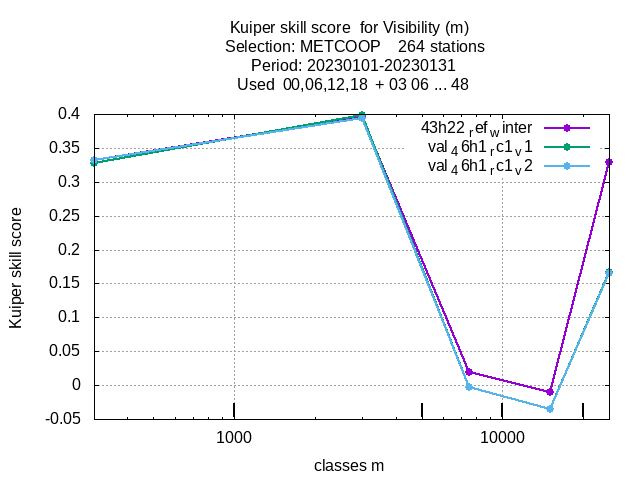 Kuiper skill score  for Visibility (m)
Selection: METCOOP    264 stations
Period: 20230101-20230131
Used  00,06,12,18  + 03 06 ... 48
43h22_ref_winter
val_46h1_rc1_v1
val_46h1_rc1_v2
0.4
0.35
0.3
0.25
0.2
0.15
0.1
0.05
0
-0.05
Kuiper skill score
1000
10000
classes m